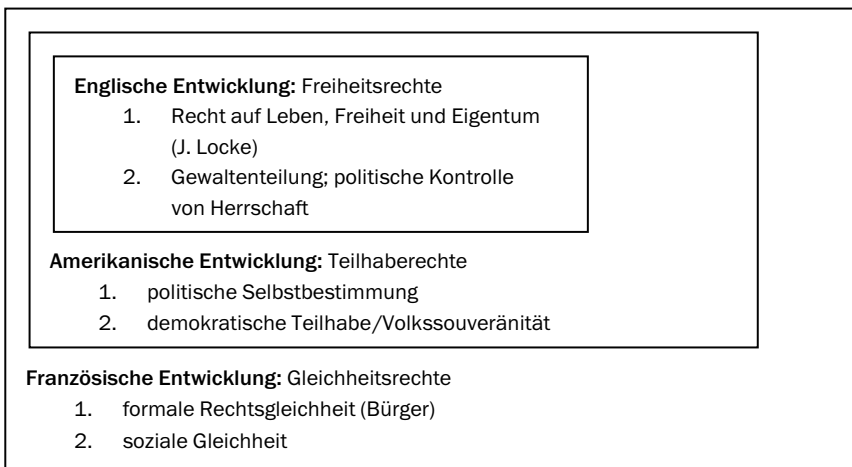 Englische Entwicklung: Freiheitsrechte
1. Recht auf Leben, Freiheit und Eigentum
(J. Locke)
2. Gewaltenteilung; politische Kontrolle
von Herrschaft
Amerikanische Entwicklung: Teilhaberechte
1. politische Selbstbestimmung
2. demokratische Teilhabe/Volkssouveränität
Französische Entwicklung: Gleichheitsrechte
1. formale Rechtsgleichheit (Bürger)
2. soziale Gleichheit